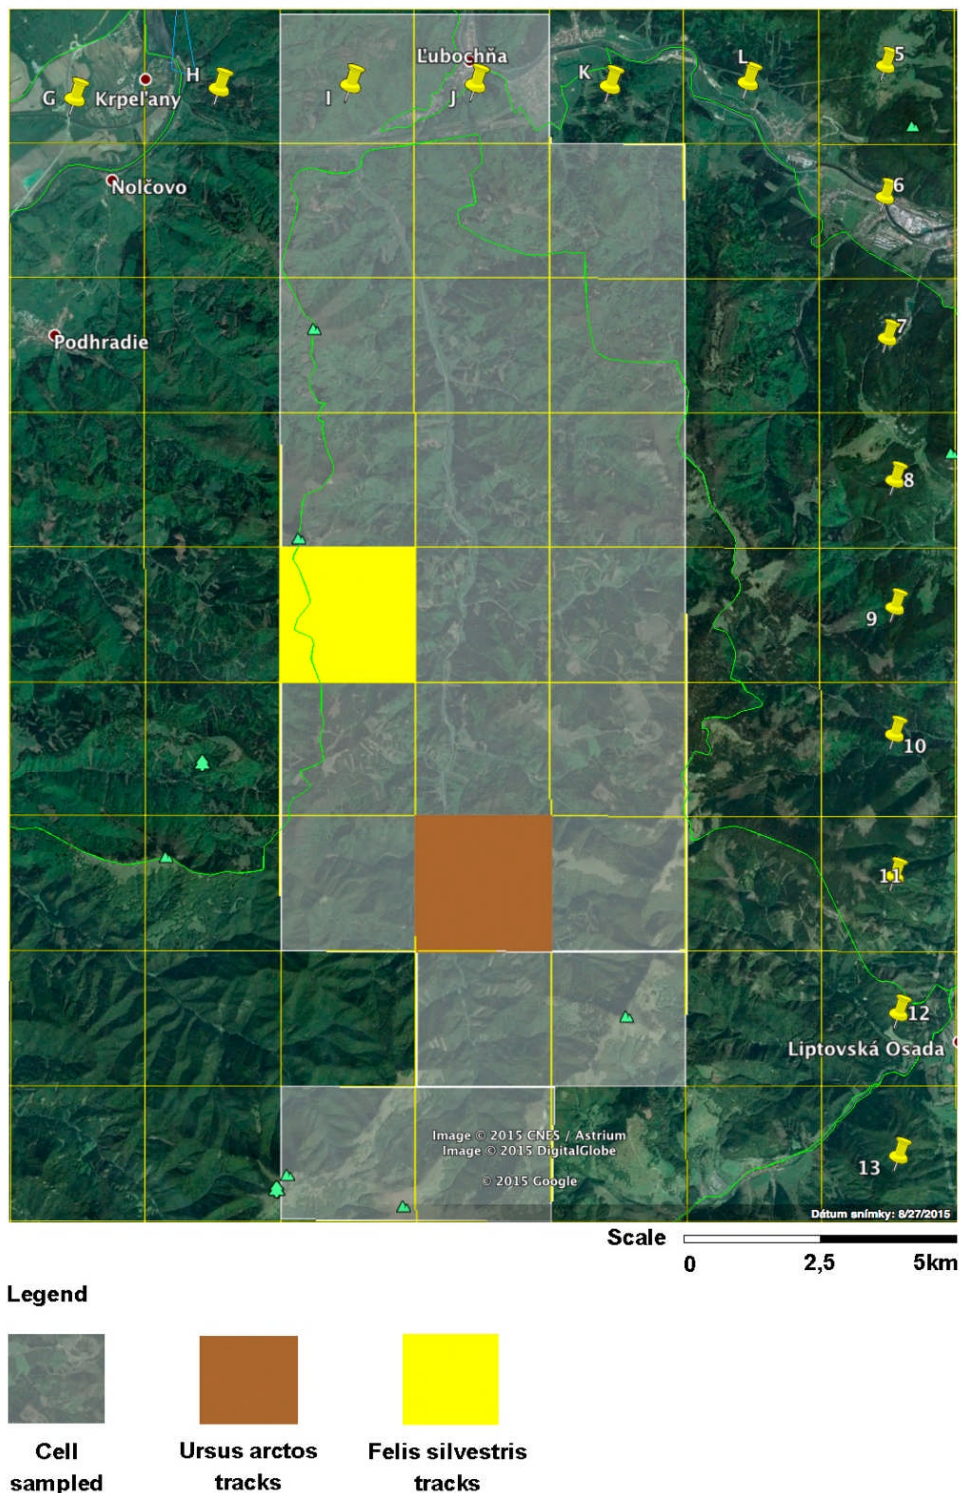 5
Ľubochňa
G
Krpeľany
H
I
J
K
L
6
Nolčovo
7
Podhradie
8
9
10
11
12
Liptovská Osada
13
Image © 2015 CNES / Astrium
Image © 2015 DigitalGlobe
© 2015 Google
Dátum snímky: 8/27/2015
Scale
0
2,5
5km
Legend
Cell
sampled
Ursus arctos
tracks
Felis silvestris
tracks